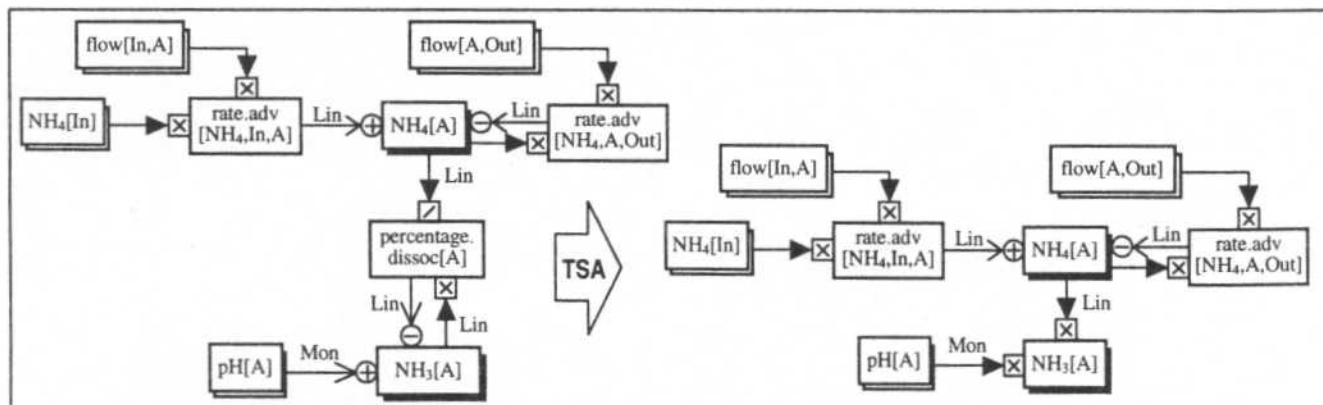 flow[In,A]
flow[A,Out]
NH₄[In]
rate.adv
[NH₄,In,A]
Lin
NH₄[A]
Lin
rate.adv
[NH₄,A,Out]
Lin
percentage.
dissoc[A]
Lin
Lin
pH[A]
Mon
NH₃[A]
TSA
flow[In,A]
flow[A,Out]
NH₄[In]
rate.adv
[NH₄,In,A]
Lin
NH₄[A]
Lin
rate.adv
[NH₄,A,Out]
Lin
pH[A]
Mon
NH₃[A]